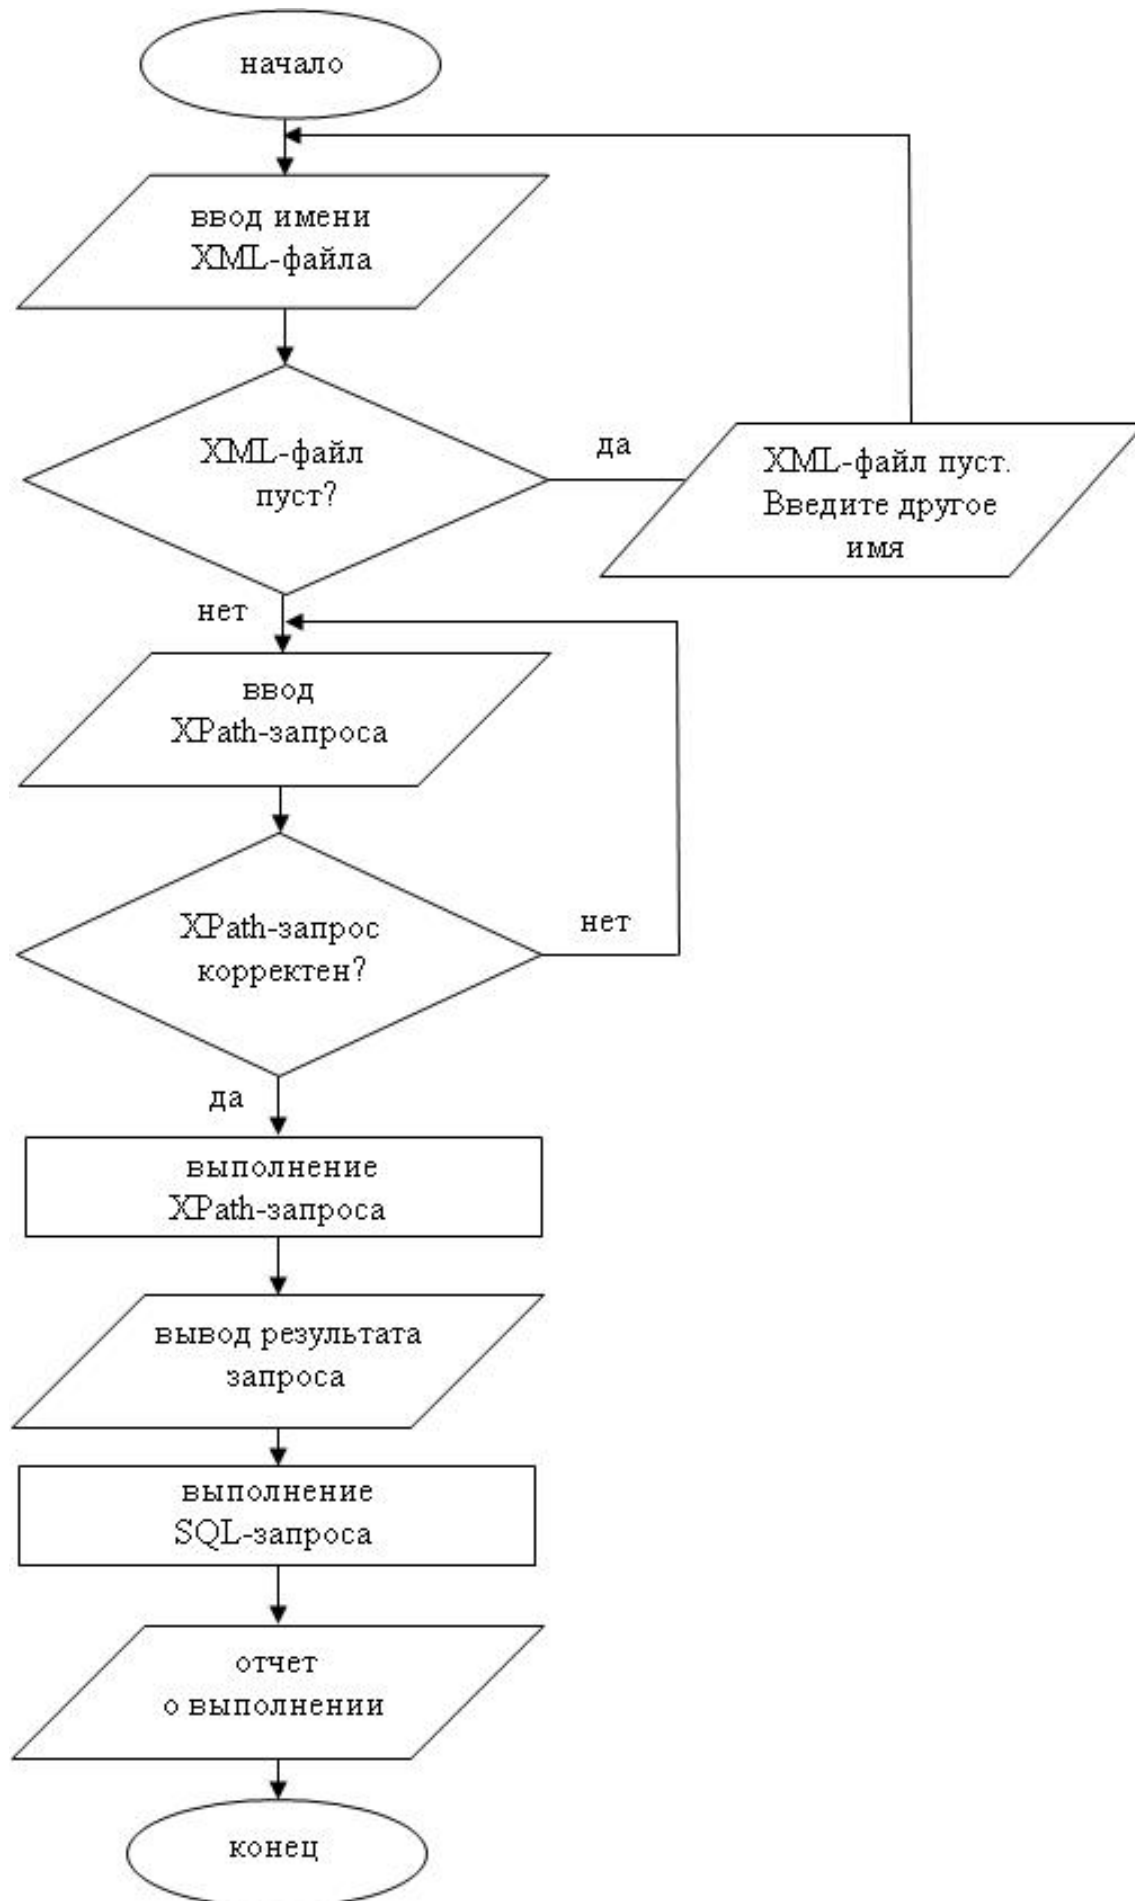 начало
ввод имени
XML-файла
XML-файл
пуст?
да
XML-файл пуст.
Введите другое
имя
нет
ввод
XPath-запроса
XPath-запрос
корректен?
нет
да
выполнение
XPath-запроса
вывод результата
запроса
выполнение
SQL-запроса
отчет
о выполнении
конец